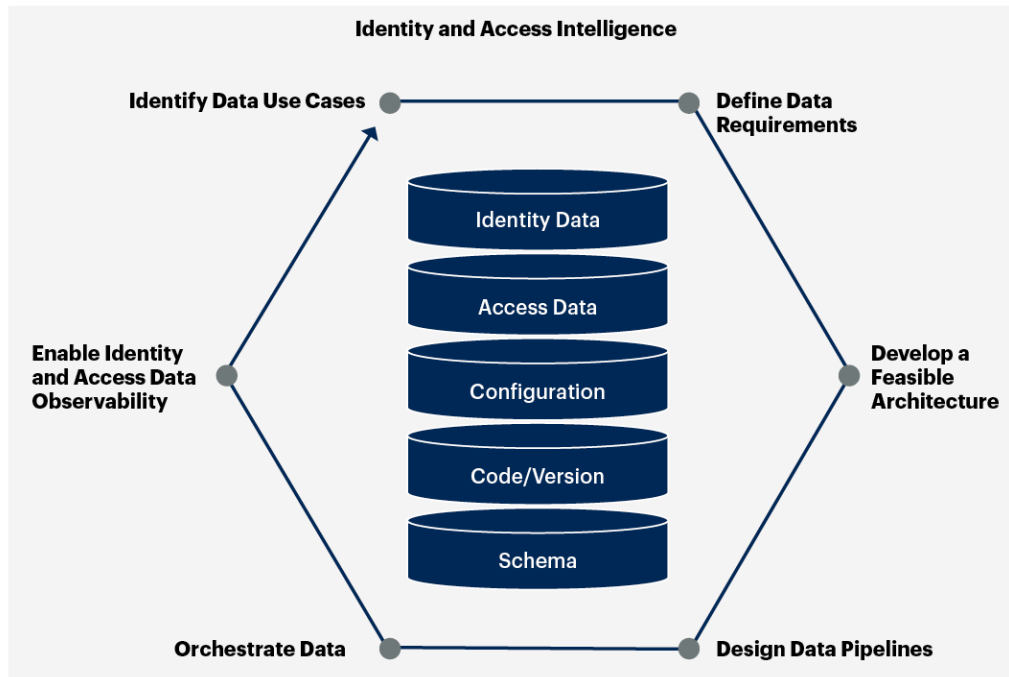 Identity and Access Intelligence
Identify Data Use Cases
Define Data
Requirements
Identity Data
Access Data
Enable Identity
and Access Data
Observability
Develop a
Feasible
Architecture
Configuration
Code/Version
Schema
Orchestrate Data
Design Data Pipelines